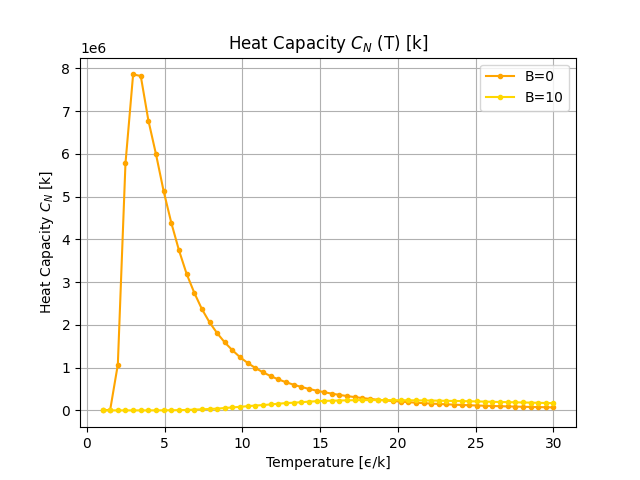 Heat Capacity $C_N$ (T) [k]
1e6
B=0
B=10
8
7
6
5
4
3
2
1
0
Heat Capacity $C_N$ [k]
0 5 10 15 20 25 30
Temperature [ϵ/k]